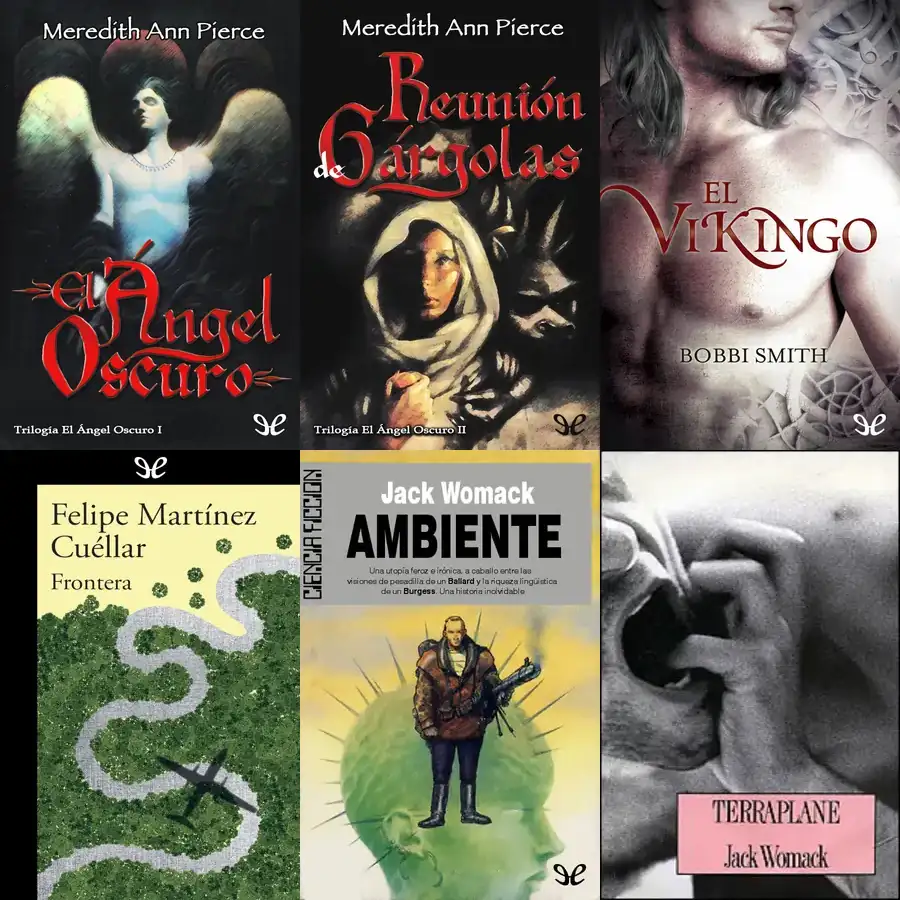 Meredith Ann Pierce
El Ángel
Oscuro
Trilogía El Ángel Oscuro I
Meredith Ann Pierce
Reunión
de Gárgolas
Trilogía El Ángel Oscuro II
EL
VIKINGO
BOBBI SMITH
Felipe Martínez
Cuéllar
Frontera
CIENCIA FICCION
Jack Womack
AMBIENTE
Una utopía feroz e irónica, a caballo entre las
visiones de pesadilla de un Ballard y la riqueza lingüística
de un Burgess. Una historia inolvidable
TERRAPLANE
Jack Womack